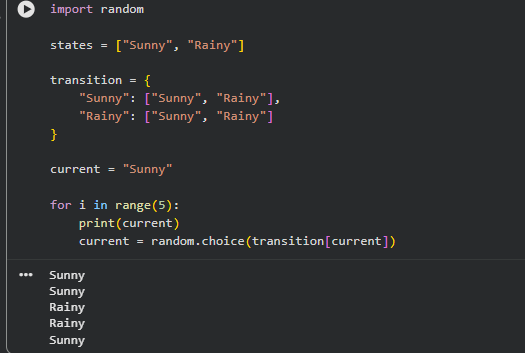 import random
states = ["Sunny", "Rainy"]
transition = {
    "Sunny": ["Sunny", "Rainy"],
    "Rainy": ["Sunny", "Rainy"]
}
current = "Sunny"
for i in range(5):
    print(current)
    current = random.choice(transition[current])
Sunny
Sunny
Rainy
Rainy
Sunny